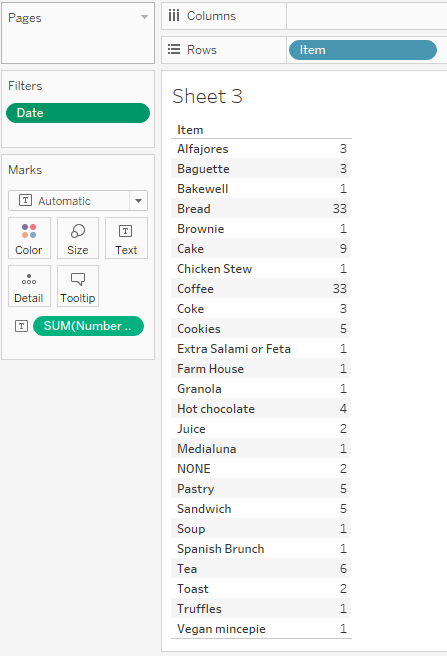 Pages
Columns
Rows
Item
Filters
Date
Marks
Automatic
Color Size Text
Detail Tooltip
SUM(Number ..
Sheet 3
Item
Alfajores 3
Baguette 3
Bakewell 1
Bread 33
Brownie 1
Cake 9
Chicken Stew 1
Coffee 33
Coke 3
Cookies 5
Extra Salami or Feta 1
Farm House 1
Granola 1
Hot chocolate 4
Juice 2
Medialuna 1
NONE 2
Pastry 5
Sandwich 5
Soup 1
Spanish Brunch 1
Tea 6
Toast 2
Truffles 1
Vegan mincepie 1